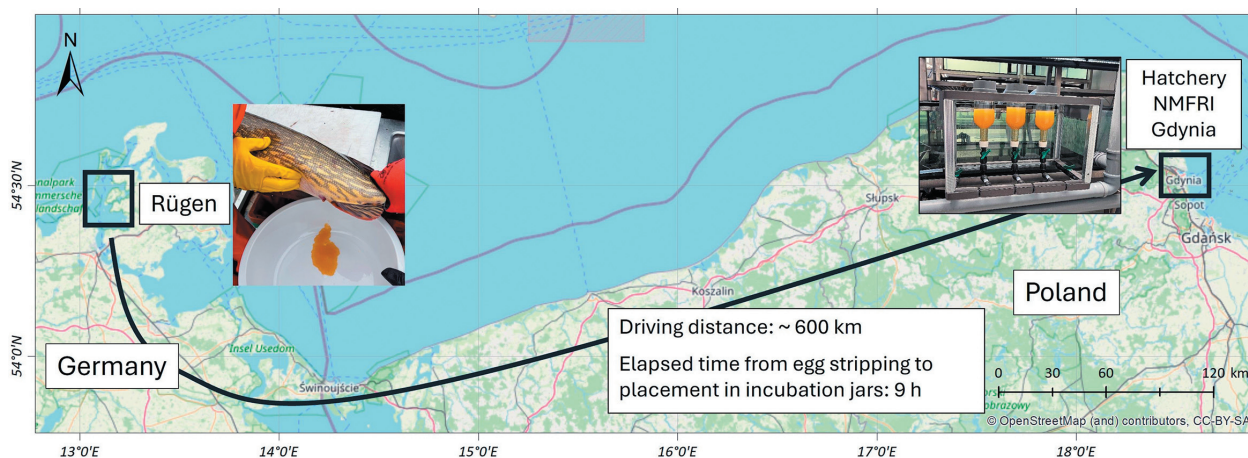 N
54°30'N
54°0'N
13°0'E
14°0'E
15°0'E
16°0'E
17°0'E
18°0'E
Rügen
Germany
Insel Usedom
Świnoujście
Koszalin
Słupsk
Hatchery
NMFRI
Gdynia
Gdynia
Sopot
Gdańsk
Poland
Driving distance: ~ 600 km
Elapsed time from egg stripping to
placement in incubation jars: 9 h
0 30 60 120 km
© OpenStreetMap (and) contributors, CC-BY-SA